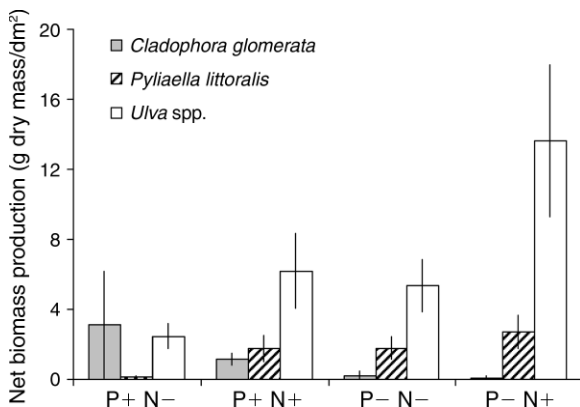 Net biomass production (g dry mass/dm²)
20
16
12
8
4
0
Cladophora glomerata
Pyliaella littoralis
Ulva spp.
P+ N−
P+ N+
P− N−
P− N+